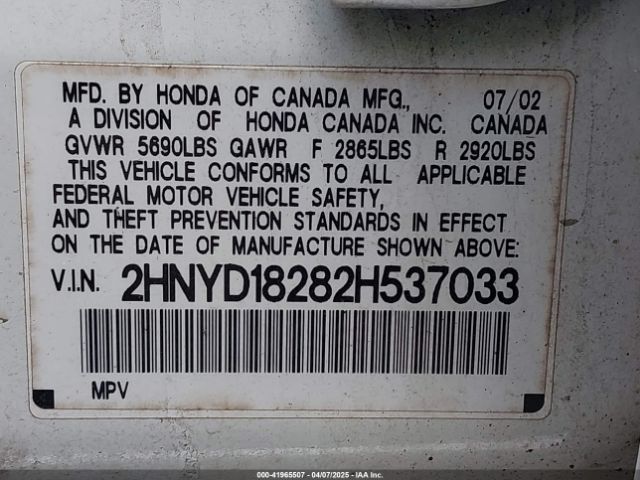 MFD. BY HONDA OF CANADA MFG., 07/02
A DIVISION OF HONDA CANADA INC. CANADA
GVWR 5690LBS GAWR F 2865LBS R 2920LBS
THIS VEHICLE CONFORMS TO ALL APPLICABLE
FEDERAL MOTOR VEHICLE SAFETY,
AND THEFT PREVENTION STANDARDS IN EFFECT
ON THE DATE OF MANUFACTURE SHOWN ABOVE:
V.I.N. 2HNYD18282H537033
MPV
000-41965507 - 04/07/2025 - IAA Inc.